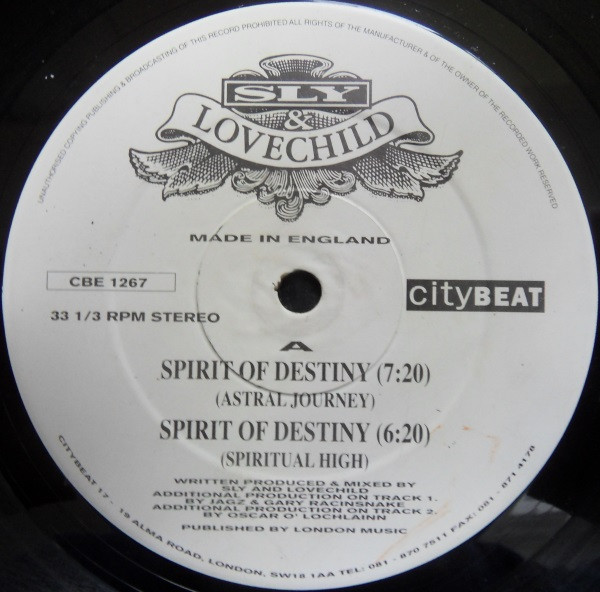 UNAUTHORISED COPYING PUBLISHING & BROADCASTING OF THIS RECORD PROHIBITED ALL RIGHTS OF THE MANUFACTURER & OF THE OWNER OF THE RECORDED WORK RESERVED
SLY
&
LOVECHILD
MADE IN ENGLAND
CBE 1267
cityBEAT
33 1/3 RPM STEREO
A
SPIRIT OF DESTINY (7:20)
(ASTRAL JOURNEY)
SPIRIT OF DESTINY (6:20)
(SPIRITUAL HIGH)
WRITTEN PRODUCED & MIXED BY
SLY AND LOVECHILD
ADDITIONAL PRODUCTION ON TRACK 1.
BY JAGZ & GARY RACINSNAKE
ADDITIONAL PRODUCTION ON TRACK 2.
BY OSCAR O' LOCHLAINN
PUBLISHED BY LONDON MUSIC
CITYBEAT 17 - 19 ALMA ROAD, LONDON, SW18 1AA TEL: 081 - 870 7511 FAX: 081 - 871 4178